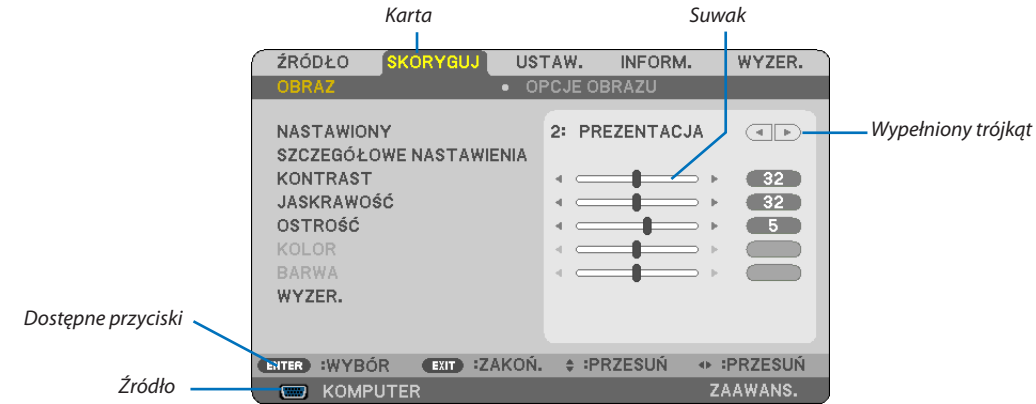 Karta Suwak
ŹRÓDŁO SKORYGUJ USTAW. INFORM. WYZER.
OBRAZ • OPCJE OBRAZU
NASTAWIONY 2: PREZENTACJA Wypełniony trójkąt
SZCZEGÓŁOWE NASTAWIENIA
KONTRAST 32
JASKRAWOŚĆ 32
OSTROŚĆ 5
KOLOR
BARWA
WYZER.
Dostępne przyciski
ENTER :WYBÓR EXIT :ZAKOŃ. :PRZESUŃ :PRZESUŃ
Źródło KOMPUTER ZAAWANS.